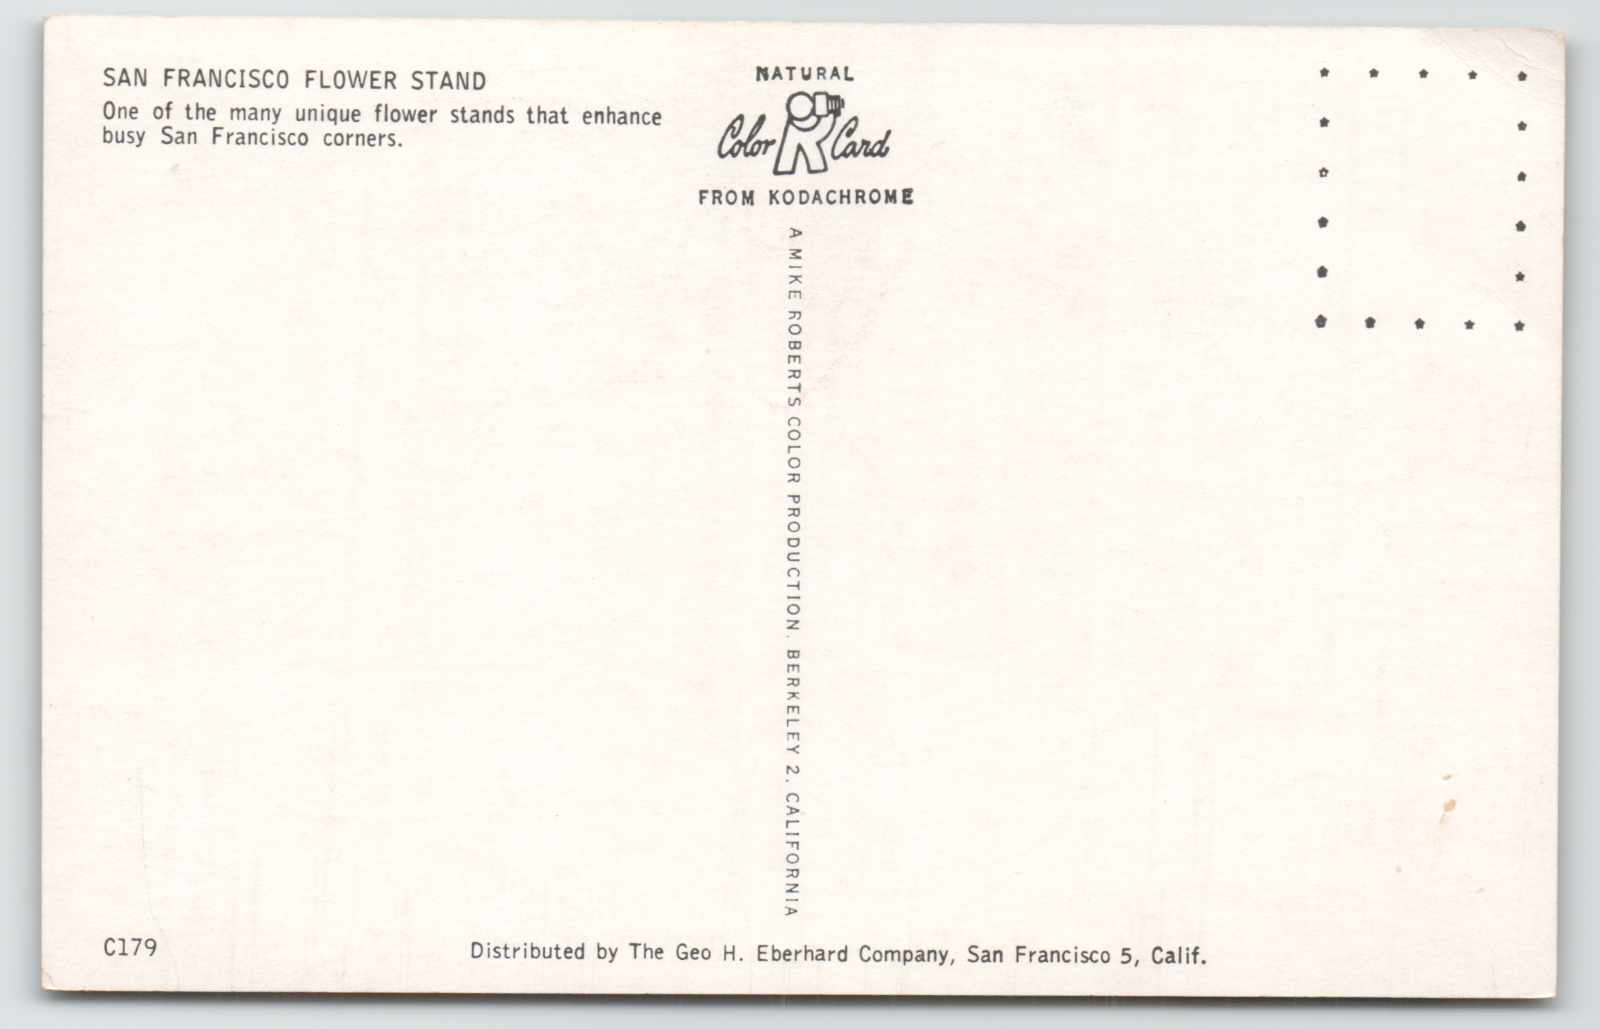 SAN FRANCISCO FLOWER STAND
One of the many unique flower stands that enhance
busy San Francisco corners.
NATURAL
Color Card
FROM KODACHROME
A MIKE ROBERTS COLOR PRODUCTION. BERKELEY 2. CALIFORNIA
C179
Distributed by The Geo H. Eberhard Company, San Francisco 5, Calif.